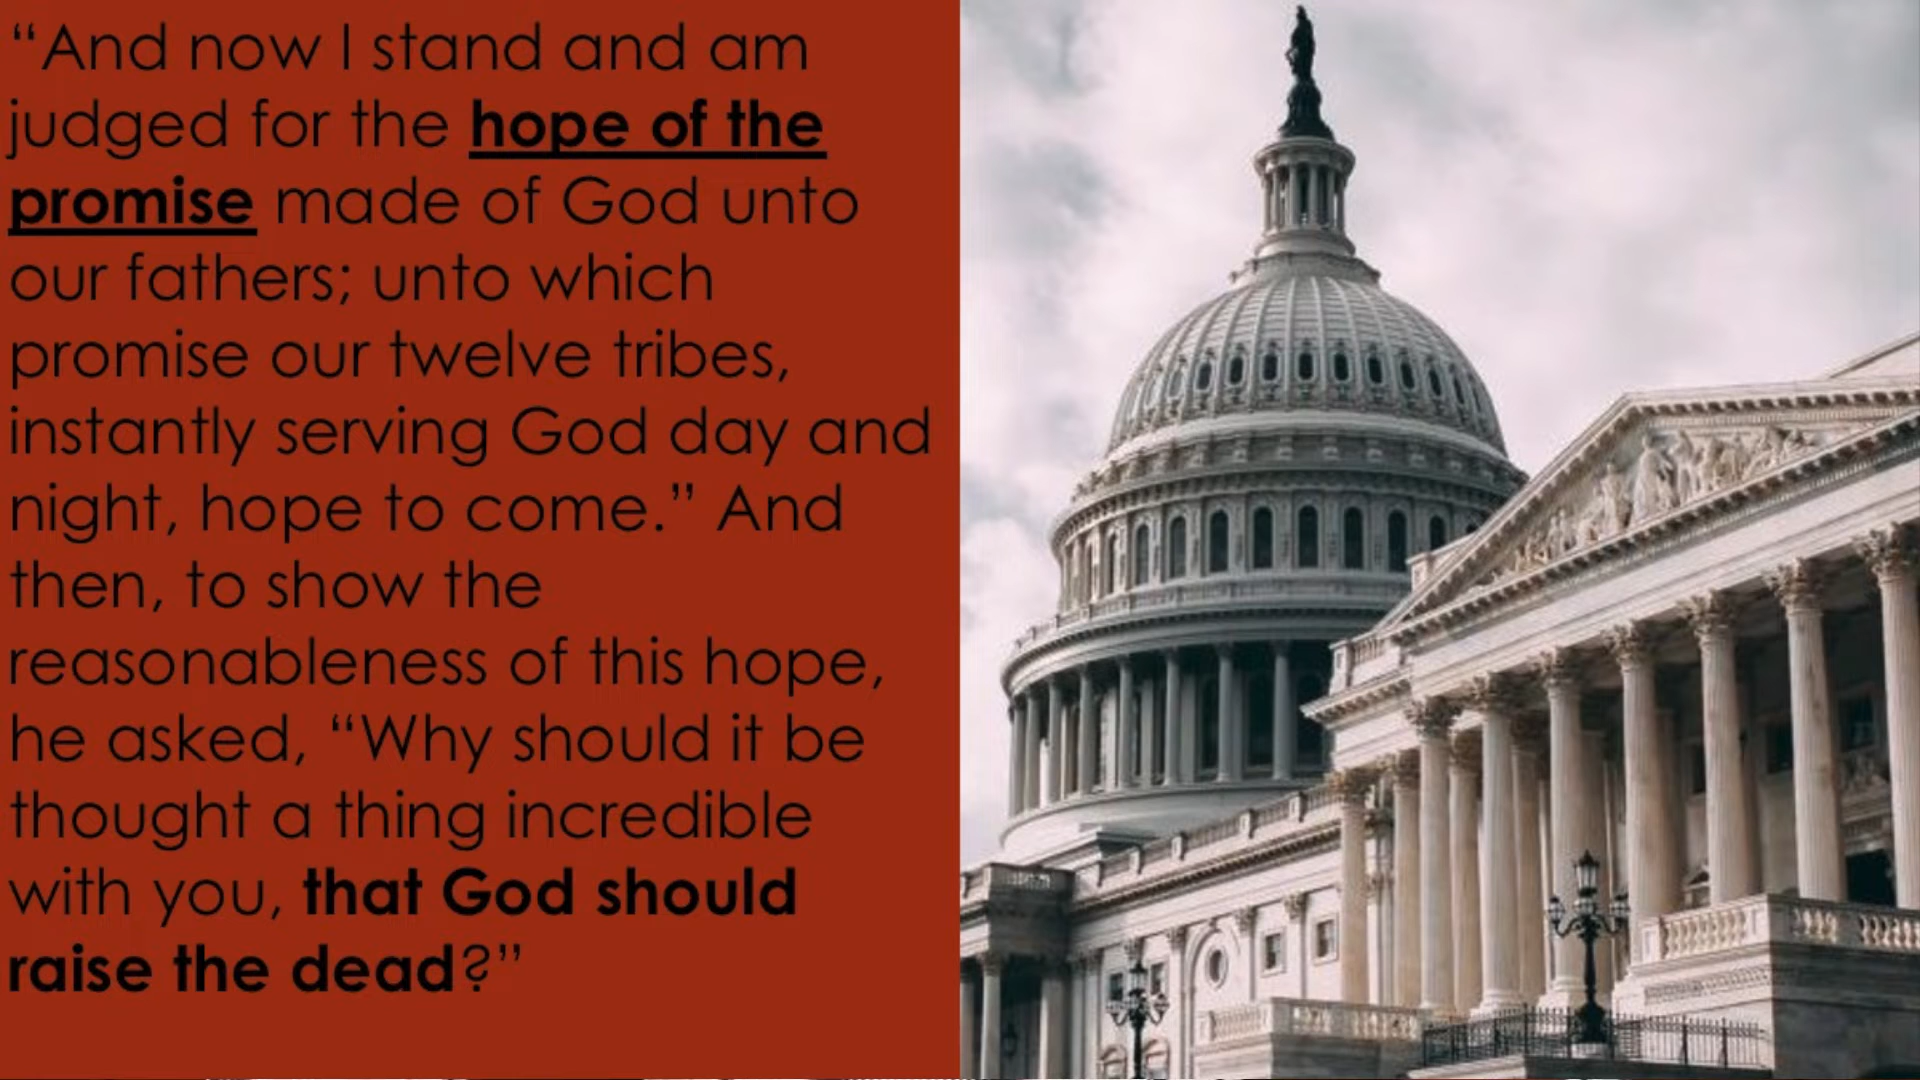 “And now I stand and am
judged for the hope of the
promise made of God unto
our fathers; unto which
promise our twelve tribes,
instantly serving God day and
night, hope to come.” And
then, to show the
reasonableness of this hope,
he asked, “Why should it be
thought a thing incredible
with you, that God should
raise the dead?”